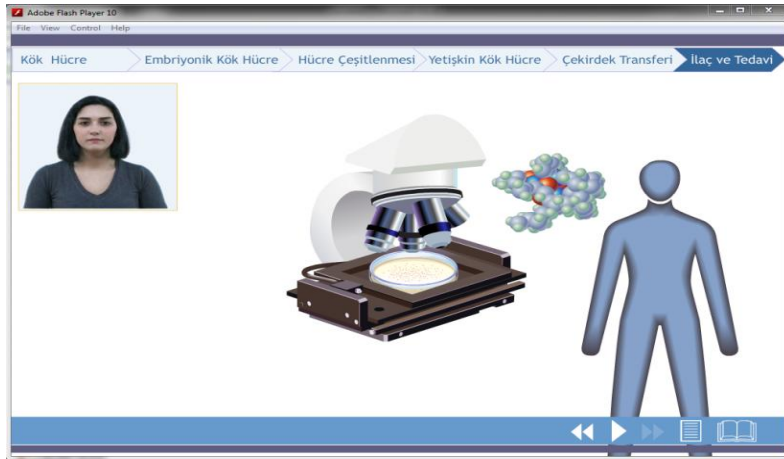 Adobe Flash Player 10
File View Control Help
Kök Hücre Embriyonik Kök Hücre Hücre Çeşitlenmesi Yetişkin Kök Hücre Çekirdek Transferi İlaç ve Tedavi